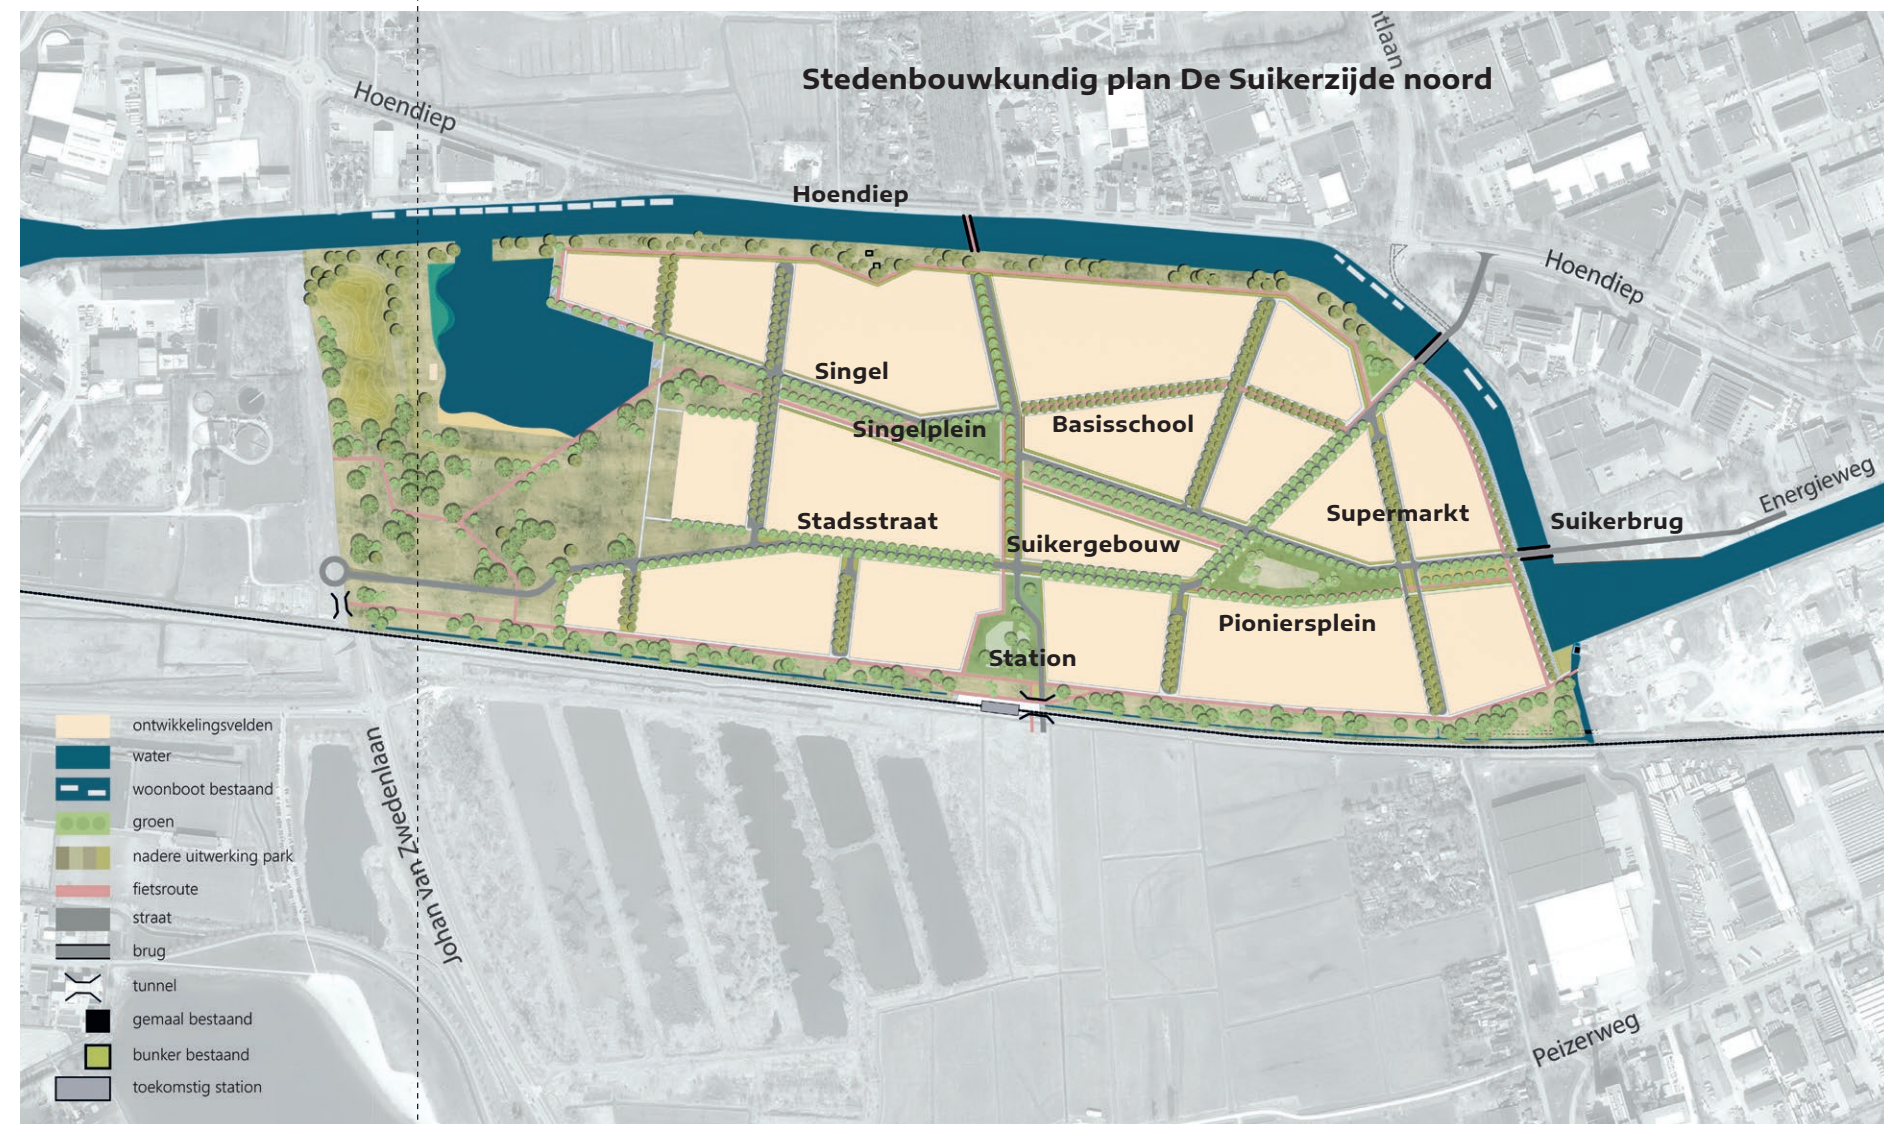 ntlaan
Stedenbouwkundig plan De Suikerzijde noord
Hoendiep
Hoendiep
Hoendiep
Singel
Singelplein
Basisschool
Energieweg
Stadsstraat
Supermarkt
Suikerbrug
Suikergebouw
Pioniersplein
Station
Johan van Zwedenlaan
Peizerweg
ontwikkelingsvelden
water
woonboot bestaand
groen
nadere uitwerking park
fietsroute
straat
brug
tunnel
gemaal bestaand
bunker bestaand
toekomstig station